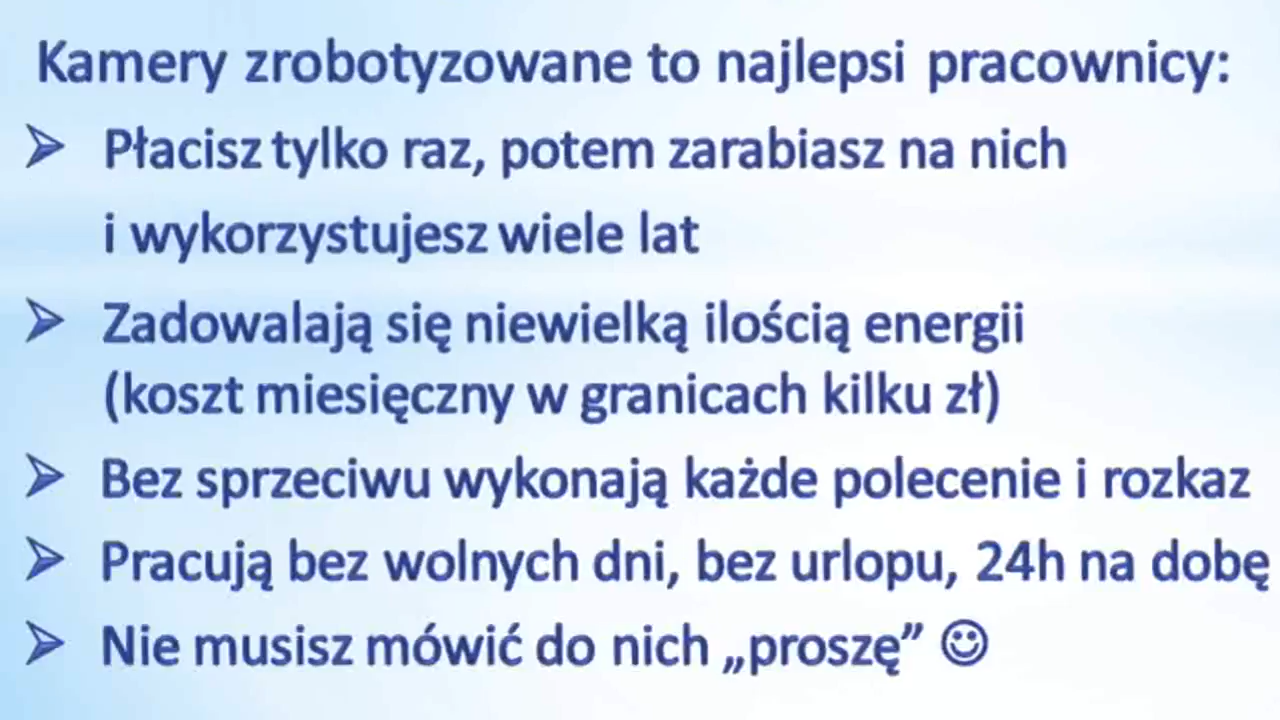 Kamery zrobotyzowane to najlepsi pracownicy:
➢ Płacisz tylko raz, potem zarabiasz na nich
i wykorzystujesz wiele lat
➢ Zadowalają się niewielką ilością energii
(koszt miesięczny w granicach kilku zł)
➢ Bez sprzeciwu wykonają każde polecenie i rozkaz
➢ Pracują bez wolnych dni, bez urlopu, 24h na dobę
➢ Nie musisz mówić do nich „proszę” ☺